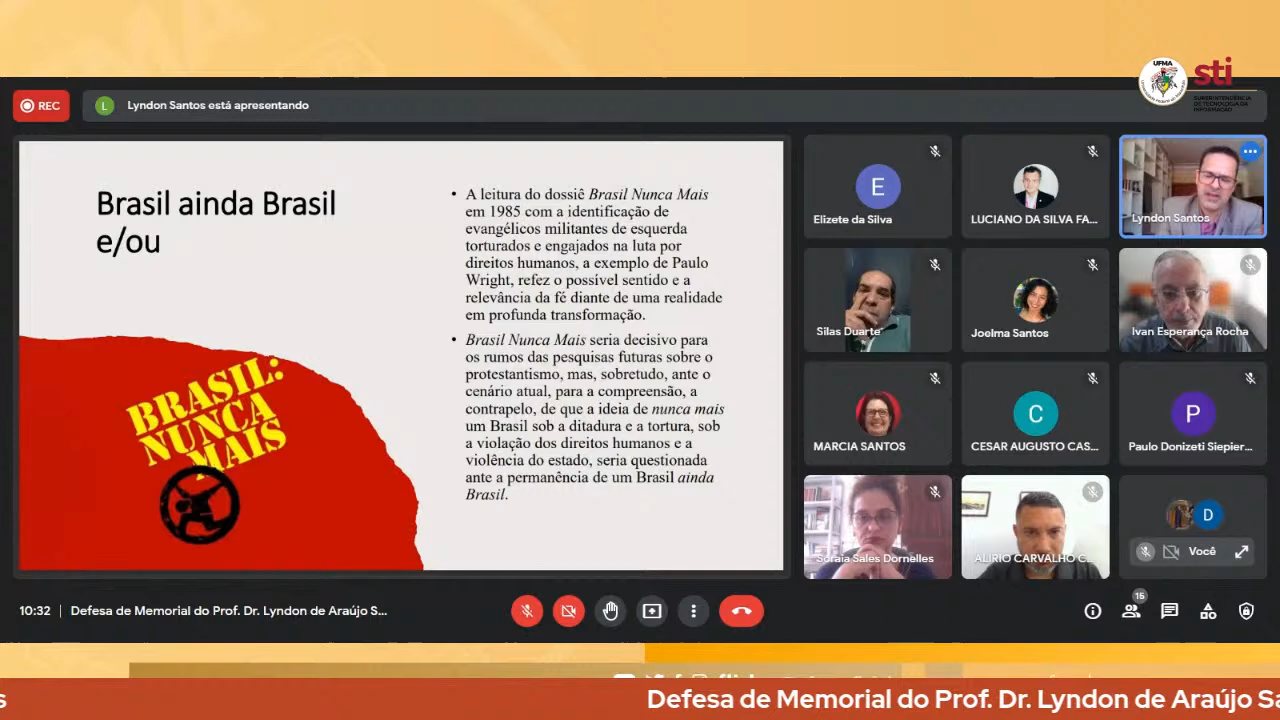 UFMA
sti
SUPERINTENDÊNCIA
DE TECNOLOGIA DA
INFORMAÇÃO
REC
L
Lyndon Santos está apresentando
Brasil ainda Brasil
e/ou
• A leitura do dossiê Brasil Nunca Mais
em 1985 com a identificação de
evangélicos militantes de esquerda
torturados e engajados na luta por
direitos humanos, a exemplo de Paulo
Wright, refez o possível sentido e a
relevância da fé diante de uma realidade
em profunda transformação.
• Brasil Nunca Mais seria decisivo para
os rumos das pesquisas futuras sobre o
protestantismo, mas, sobretudo, ante o
cenário atual, para a compreensão, a
contrapelo, de que a ideia de nunca mais
um Brasil sob a ditadura e a tortura, sob
a violação dos direitos humanos e a
violência do estado, seria questionada
ante a permanência de um Brasil ainda
Brasil.
BRASIL:
NUNCA
MAIS
E
Elizete da Silva
LUCIANO DA SILVA FA...
Lyndon Santos
Silas Duarte
Joelma Santos
Ivan Esperança Rocha
MARCIA SANTOS
C
CESAR AUGUSTO CAS...
P
Paulo Donizeti Siepier...
Soraia Sales Dornelles
ALIRIO CARVALHO C...
D
Você
10:32 | Defesa de Memorial do Prof. Dr. Lyndon de Araújo S...
15
s
Defesa de Memorial do Prof. Dr. Lyndon de Araújo Sa